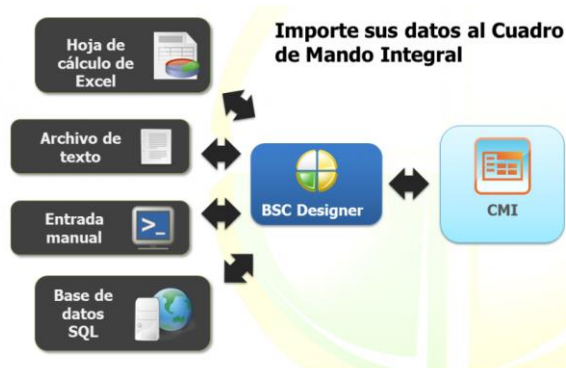 Importe sus datos al Cuadro
de Mando Integral
Hoja de
cálculo de
Excel
Archivo de
texto
Entrada
manual
Base de
datos
SQL
BSC Designer
CMI